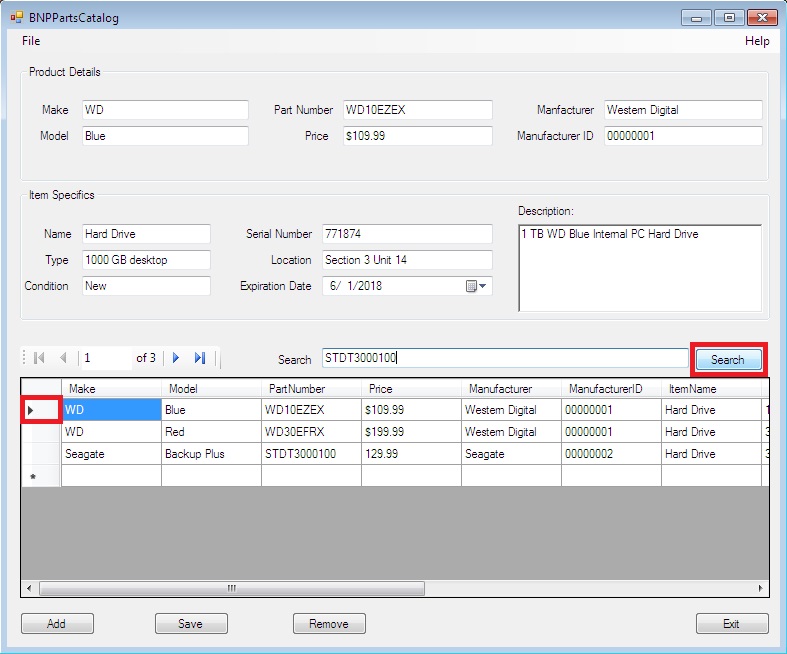 BNPPartsCatalog
File Help
Product Details
Make WD Part Number WD10EZEX Manfacturer Western Digital
Model Blue Price $109.99 Manufacturer ID 00000001
Item Specifics
Description:
Name Hard Drive Serial Number 771874 1 TB WD Blue Internal PC Hard Drive
Type 1000 GB desktop Location Section 3 Unit 14
Condition New Expiration Date 6/ 1/2018
1 of 3 Search STDT3000100 Search
Make Model PartNumber Price Manufacturer ManufacturerID ItemName
WD Blue WD10EZEX $109.99 Western Digital 00000001 Hard Drive 1
WD Red WD30EFRX $199.99 Western Digital 00000001 Hard Drive 3
Seagate Backup Plus STDT3000100 129.99 Seagate 00000002 Hard Drive 3
*
Add Save Remove Exit